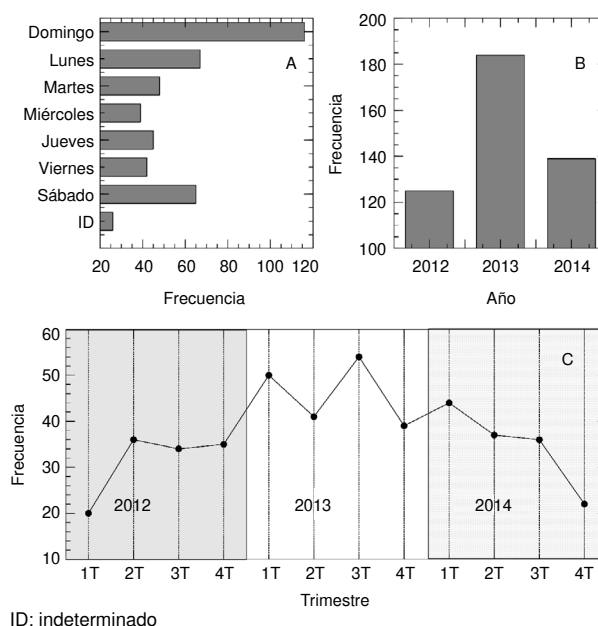 Domingo
Lunes
Martes
Miércoles
Jueves
Viernes
Sábado
ID
A
20 40 60 80 100 120
Frecuencia
200
180
160
140
120
100
Frecuencia
B
2012 2013 2014
Año
60
50
40
30
20
10
Frecuencia
C
2012 2013 2014
1T 2T 3T 4T 1T 2T 3T 4T 1T 2T 3T 4T
Trimestre
ID: indeterminado